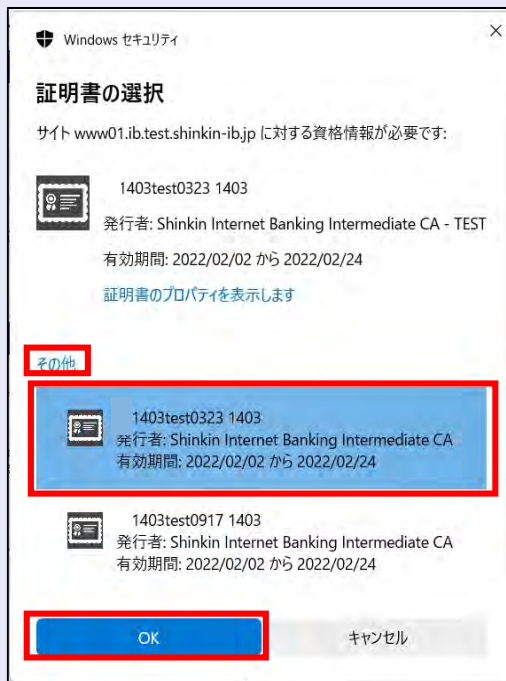 Windows セキュリティ
証明書の選択
サイト www01.ib.test.shinkin-ib.jp に対する資格情報が必要です:
1403test0323 1403
発行者: Shinkin Internet Banking Intermediate CA - TEST
有効期間: 2022/02/02 から 2022/02/24
証明書のプロパティを表示します
その他
1403test0323 1403
発行者: Shinkin Internet Banking Intermediate CA
有効期間: 2022/02/02 から 2022/02/24
1403test0917 1403
発行者: Shinkin Internet Banking Intermediate CA
有効期間: 2022/02/02 から 2022/02/24
OK
キャンセル